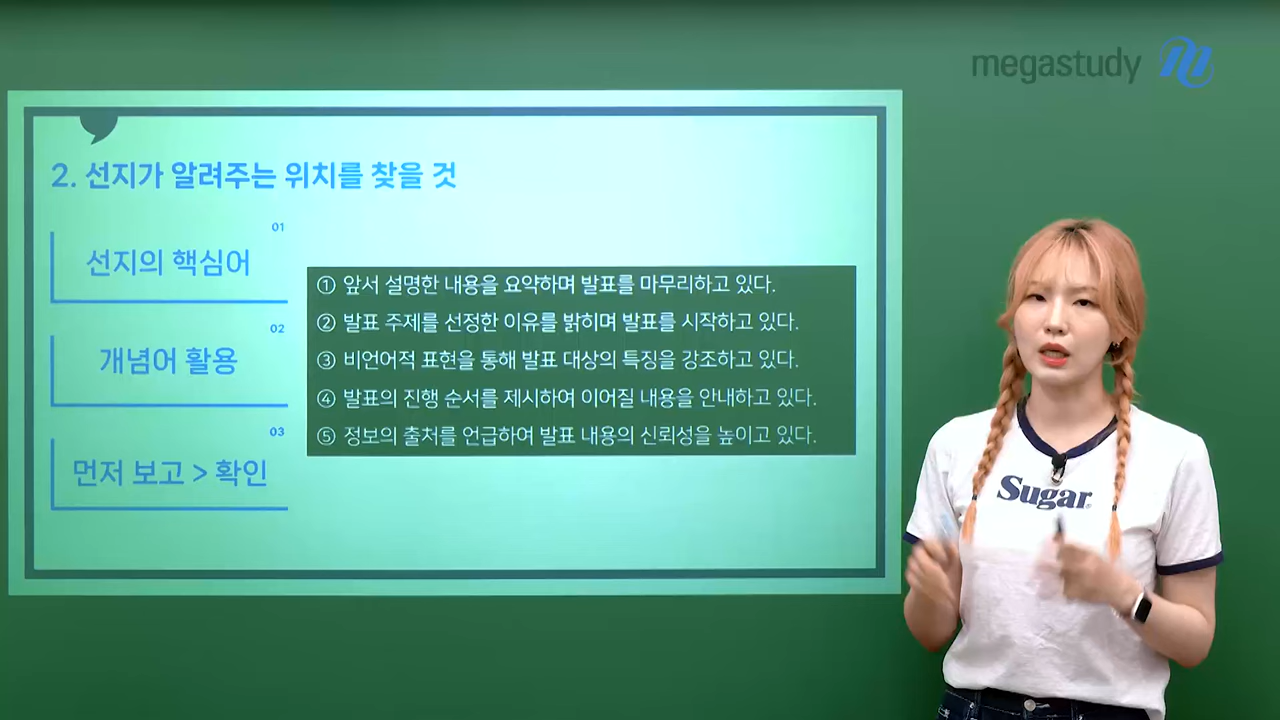 megastudy
2. 선지가 알려주는 위치를 찾을 것
01
선지의 핵심어
02
개념어 활용
03
먼저 보고 > 확인
① 앞서 설명한 내용을 요약하며 발표를 마무리하고 있다.
② 발표 주제를 선정한 이유를 밝히며 발표를 시작하고 있다.
③ 비언어적 표현을 통해 발표 대상의 특징을 강조하고 있다.
④ 발표의 진행 순서를 제시하여 이어질 내용을 안내하고 있다.
⑤ 정보의 출처를 언급하여 발표 내용의 신뢰성을 높이고 있다.
Sugar